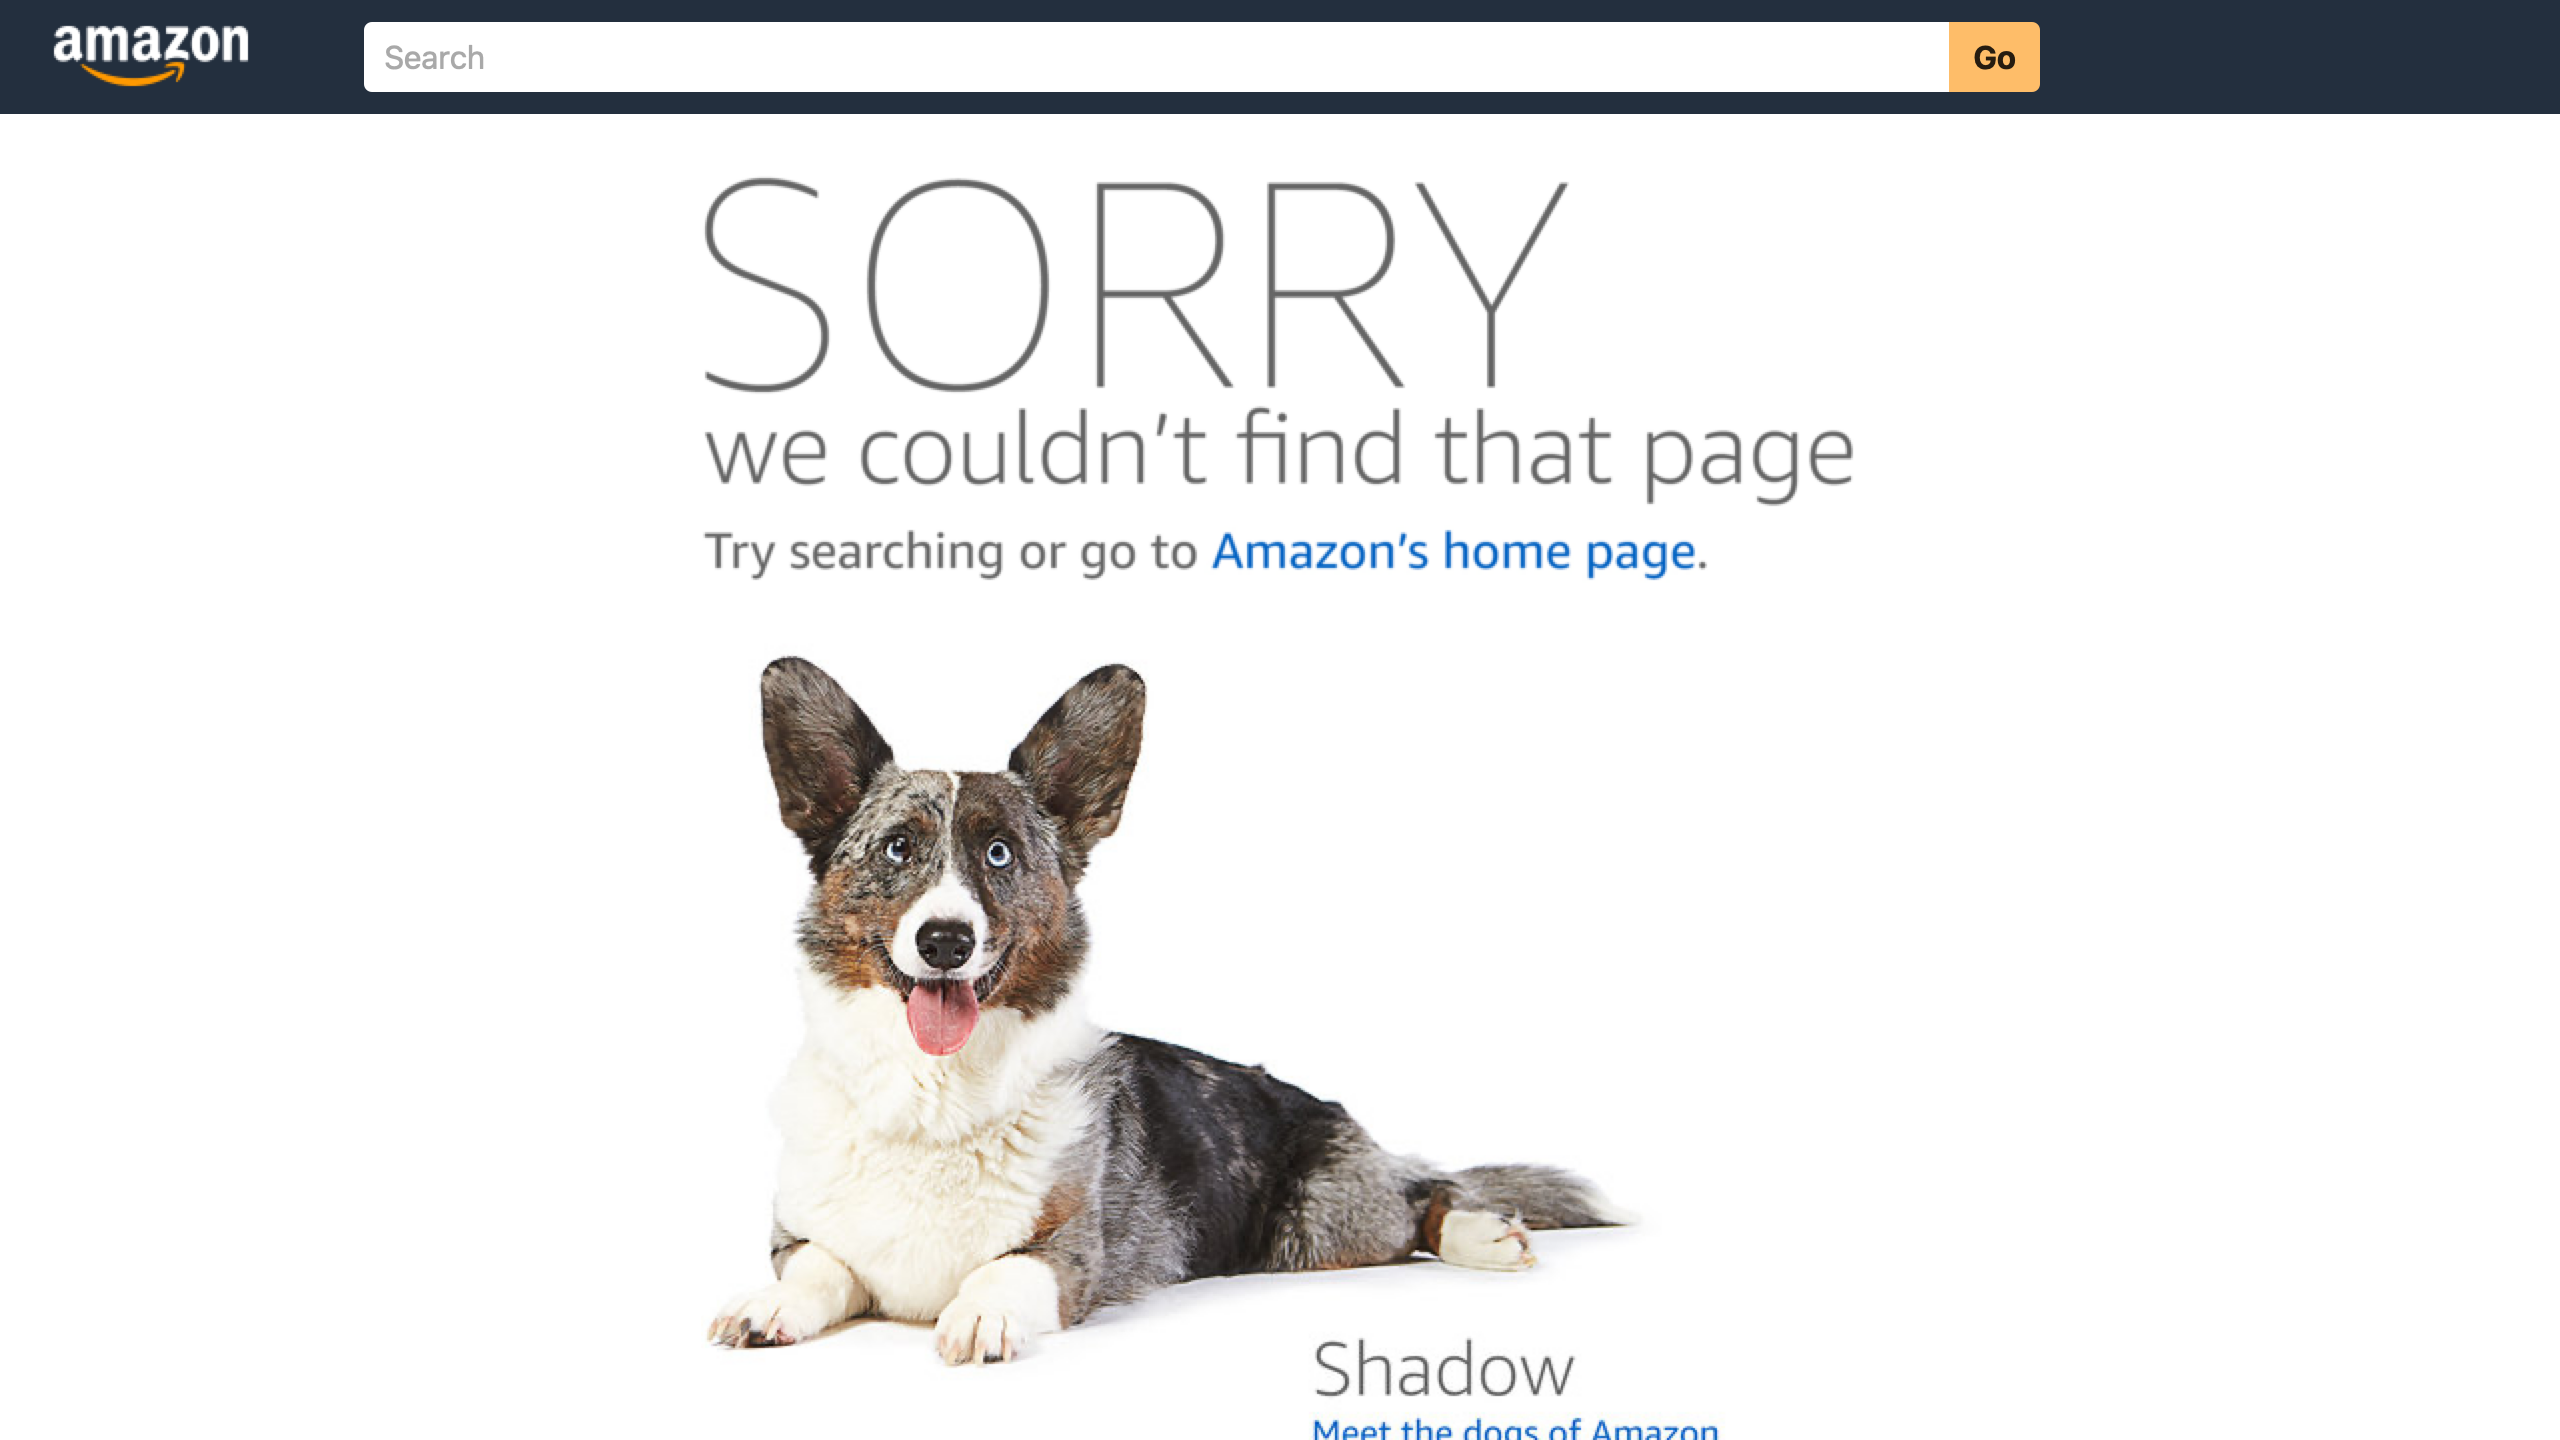 amazon
Search
Go
SORRY
we couldn't find that page
Try searching or go to Amazon's home page.
Shadow
Meet the dogs of Amazon